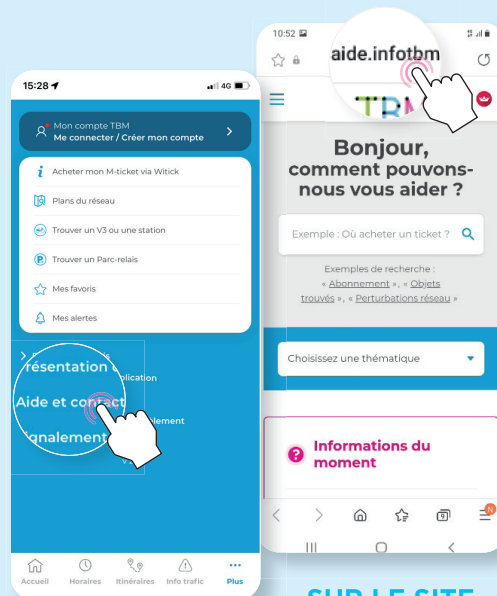 15:28
4G
Mon compte TBM
Me connecter / Créer mon compte
Acheter mon M-ticket via Witick
Plans du réseau
Trouver un V3 ou une station
Trouver un Parc-relais
Mes favoris
Mes alertes
résentation
plication
Aide et contact
lement
gnalement
Accueil
Horaires
Itinéraires
Info trafic
Plus
10:52
aide.infotbm
TBM
Bonjour,
comment pouvons-
nous vous aider ?
Exemple : Où acheter un ticket ?
Exemples de recherche :
« Abonnement », « Objets
trouvés », « Perturbations réseau »
Choisissez une thématique
Informations du
moment
9
N
SUR LE SITE